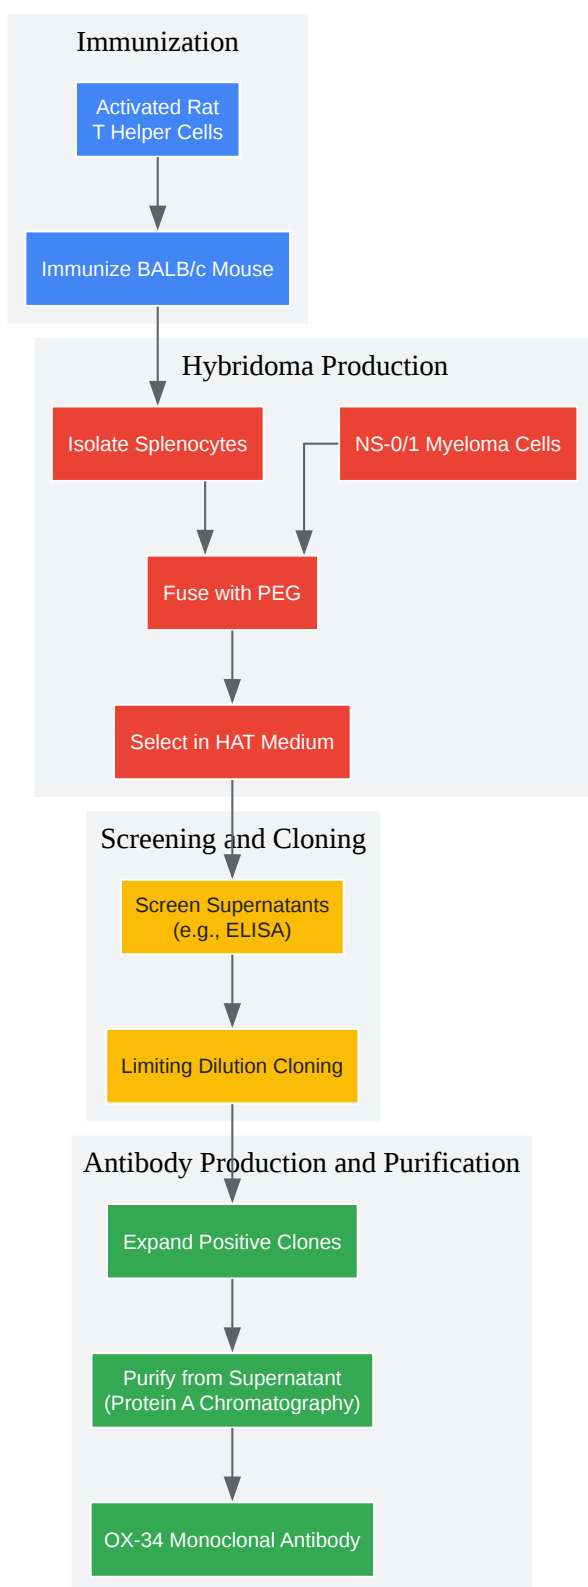 Immunization
Activated Rat
T Helper Cells
Immunize BALB/c Mouse
Hybridoma Production
Isolate Splenocytes
NS-0/1 Myeloma Cells
Fuse with PEG
Select in HAT Medium
Screening and Cloning
Screen Supernatants
(e.g., ELISA)
Limiting Dilution Cloning
Antibody Production and Purification
Expand Positive Clones
Purify from Supernatant
(Protein A Chromatography)
OX-34 Monoclonal Antibody